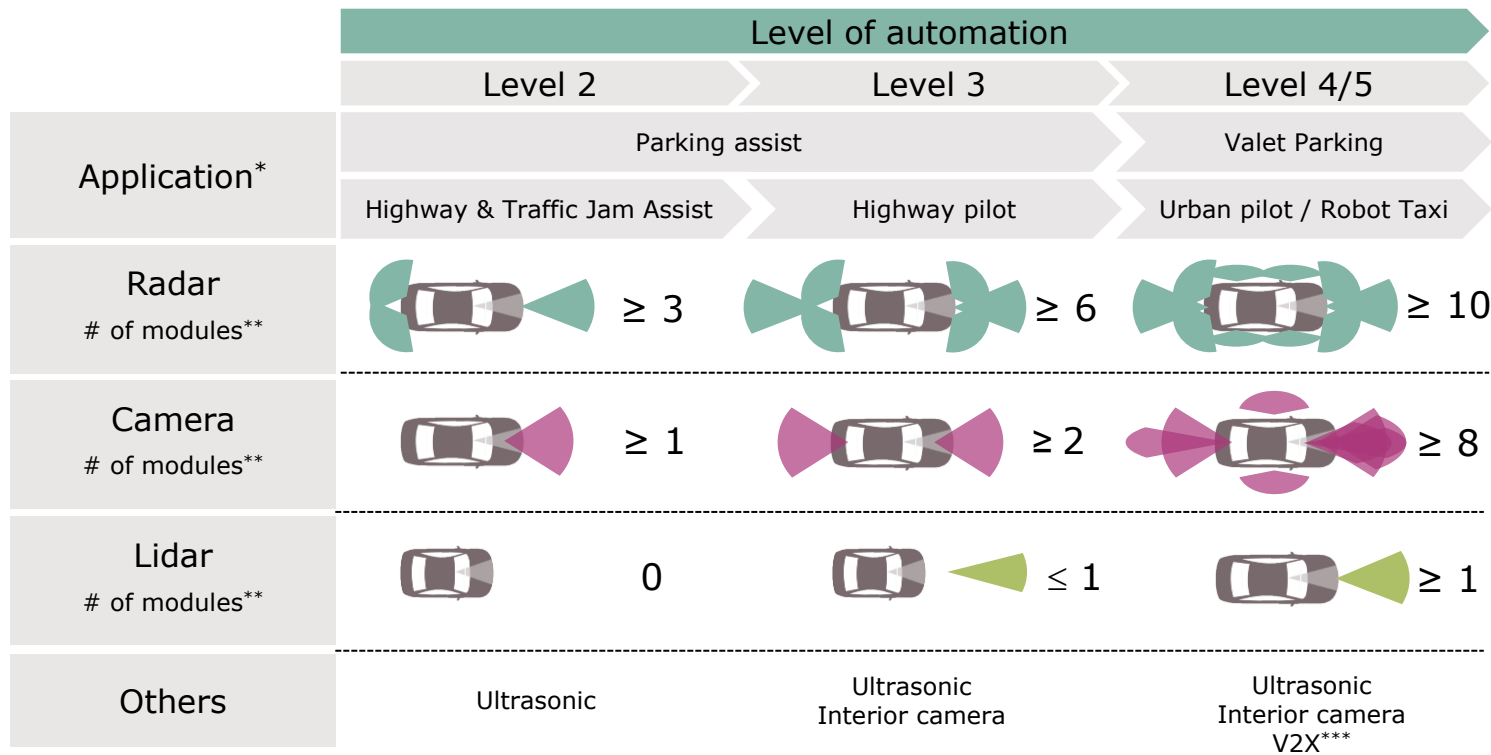 Level of automation
Level 2
Level 3
Level 4/5
Application*
Parking assist
Valet Parking
Highway & Traffic Jam Assist
Highway pilot
Urban pilot / Robot Taxi
Radar
# of modules**
≥ 3
≥ 6
≥ 10
Camera
# of modules**
≥ 1
≥ 2
≥ 8
Lidar
# of modules**
0
≤ 1
≥ 1
Others
Ultrasonic
Ultrasonic
Interior camera
Ultrasonic
Interior camera
V2X***